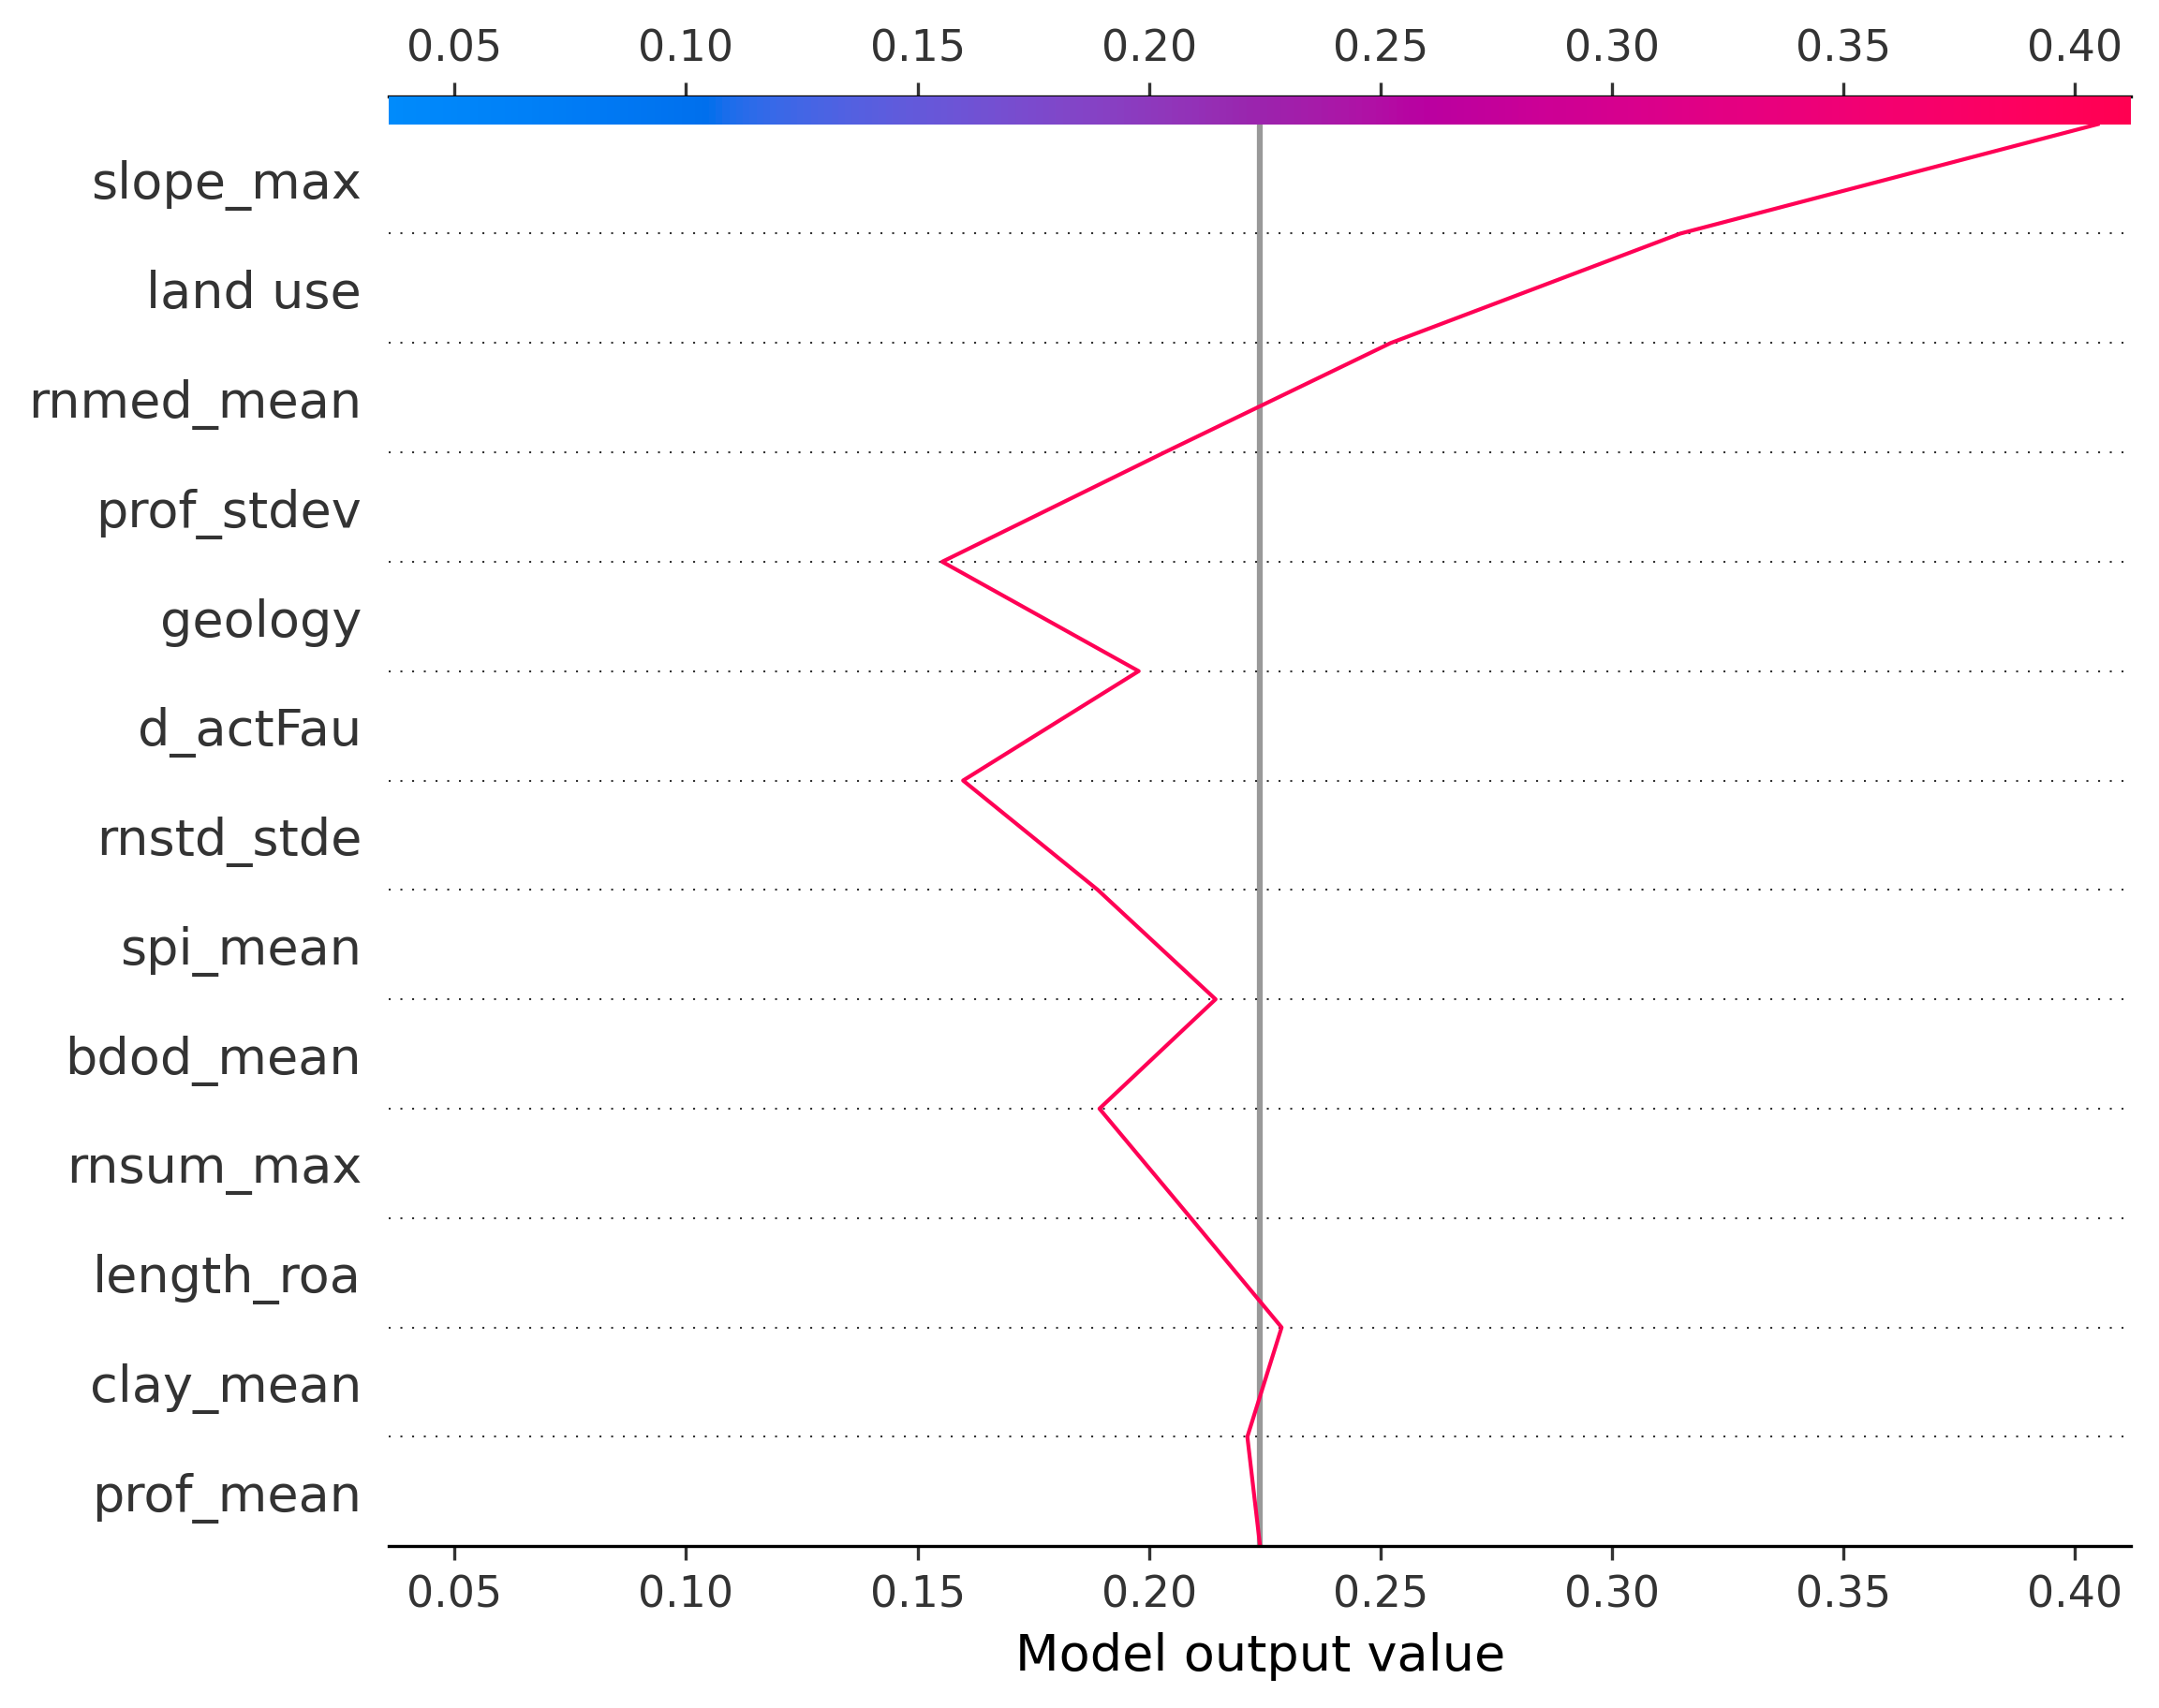 0.05 0.10 0.15 0.20 0.25 0.30 0.35 0.40
slope_max
land use
rnmed_mean
prof_stdev
geology
d_actFau
rnstd_stde
spi_mean
bdod_mean
rnsum_max
length_roa
clay_mean
prof_mean
0.05 0.10 0.15 0.20 0.25 0.30 0.35 0.40
Model output value